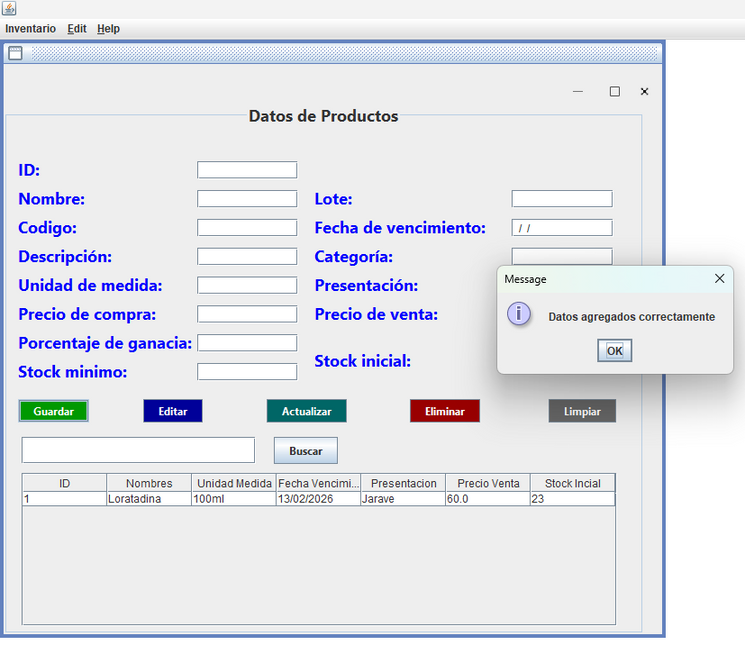 Inventario Edit Help
Datos de Productos
ID:
Nombre: Lote:
Codigo: Fecha de vencimiento: / /
Descripción: Categoría:
Unidad de medida: Presentación:
Precio de compra: Precio de venta:
Porcentaje de ganacia:
Stock inicial:
Stock minimo:
Message
Datos agregados correctamente
OK
Guardar Editar Actualizar Eliminar Limpiar
Buscar
ID Nombres Unidad Medida Fecha Vencimi... Presentacion Precio Venta Stock Incial
1 Loratadina 100ml 13/02/2026 Jarave 60.0 23